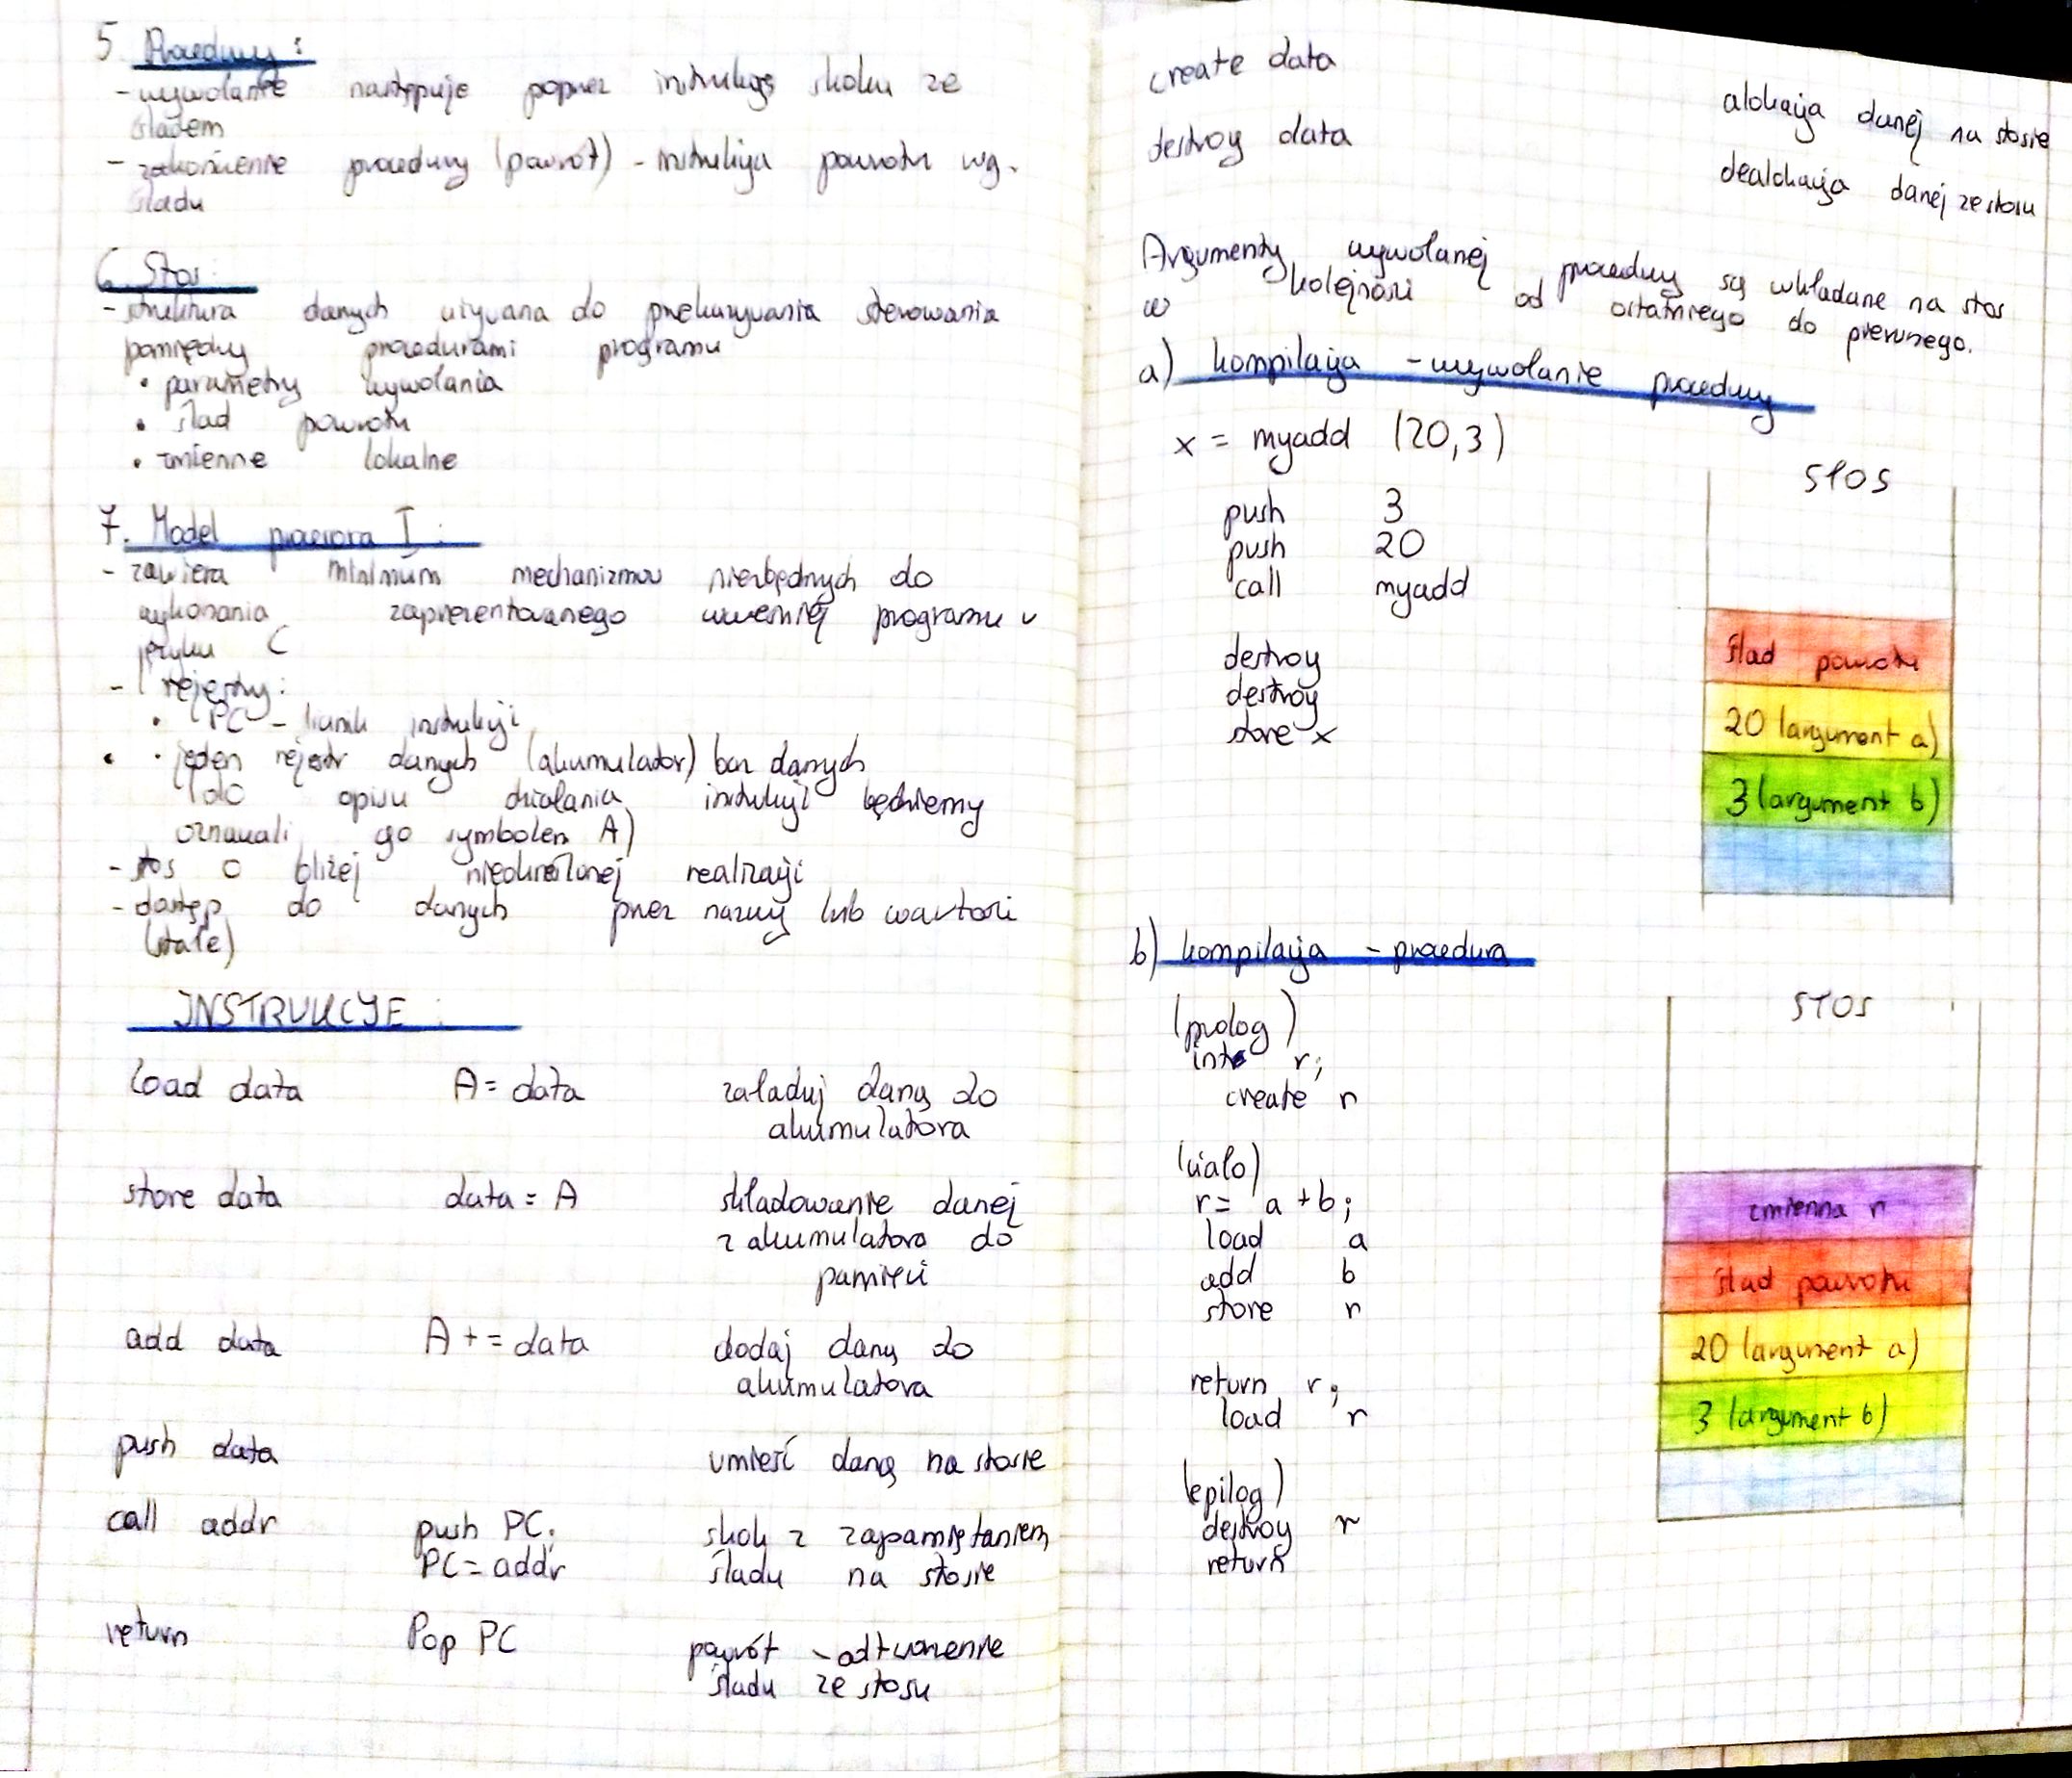 5. Procedury:
- wywołanie następuje poprzez instrukcję skoku ze
śladem
- zakończenie procedury (powrót) - instrukcja powrotu wg.
śladu
6. Stos:
- struktura danych używana do przekazywania sterowania
pomiędzy procedurami programu
• parametry wywołania
• ślad powrotu
• zmienne lokalne
7. Model procesora I:
- zawiera minimum mechanizmów niezbędnych do
wykonania zaprezentowanego wcześniej programu w
języku C
- rejestry:
• PC - licznik instrukcji
• jeden rejestr danych (akumulator) bez danych
(do opisu działania instrukcji będziemy
oznaczali go symbolem A)
- stos o bliżej nieokreślonej realizacji
- dostęp do danych przez nazwy lub wartości
(stałe)
INSTRUKCJE:
load data A = data załaduj daną do
akumulatora
store data data = A składowanie danej
z akumulatora do
pamięci
add data A += data dodaj daną do
akumulatora
push data umieść daną na stosie
call addr push PC; skok z zapamiętaniem
PC = addr śladu na stosie
return Pop PC powrót - odtworzenie
śladu ze stosu
create data alokacja danej na stosie
destroy data dealokacja danej ze stosu
Argumenty wywołanej procedury są wkładane na stos
w kolejności od ostatniego do pierwszego.
a) kompilacja - wywołanie procedury
x = myadd (20,3)
push 3
push 20
call myadd
destroy
destroy
store x
STOS
ślad powrotu
20 (argument a)
3 (argument b)
b) kompilacja - procedura
(prolog)
int r;
create r
(ciało)
r = a + b;
load a
add b
store r
return r;
load r
(epilog)
destroy r
return
STOS
zmienna r
ślad powrotu
20 (argument a)
3 (argument b)